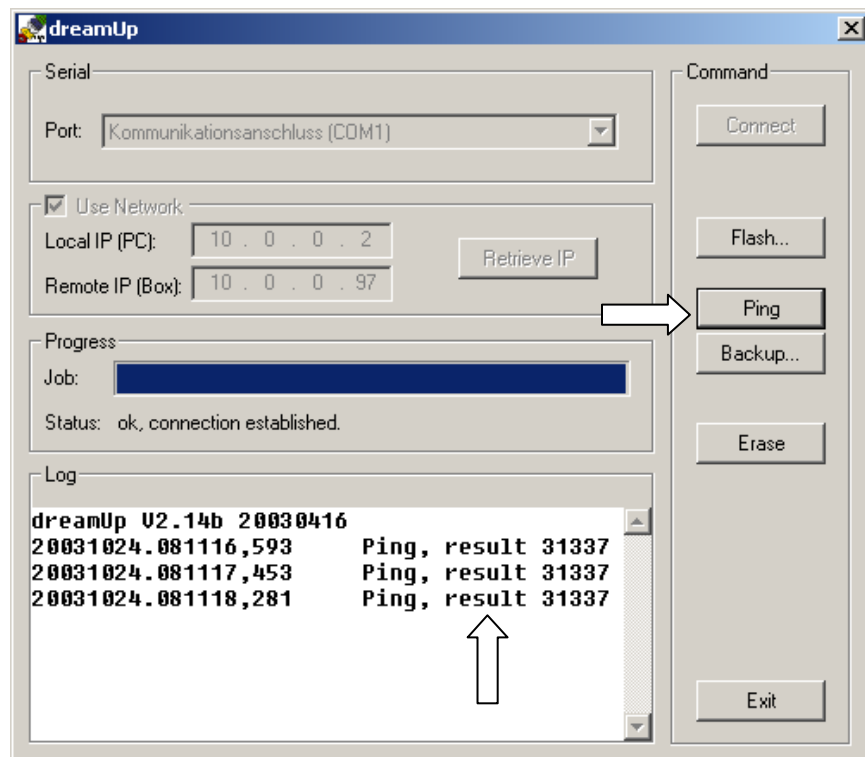 dreamUp
Serial
Port: Kommunikationsanschluss (COM1)
Use Network
Local IP (PC): 10 . 0 . 0 . 2
Remote IP (Box): 10 . 0 . 0 . 97
Retrieve IP
Progress
Job:
Status: ok, connection established.
Log
dreamUp V2.14b 20030416
20031024.081116,593 Ping, result 31337
20031024.081117,453 Ping, result 31337
20031024.081118,281 Ping, result 31337
Command
Connect
Flash...
Ping
Backup...
Erase
Exit